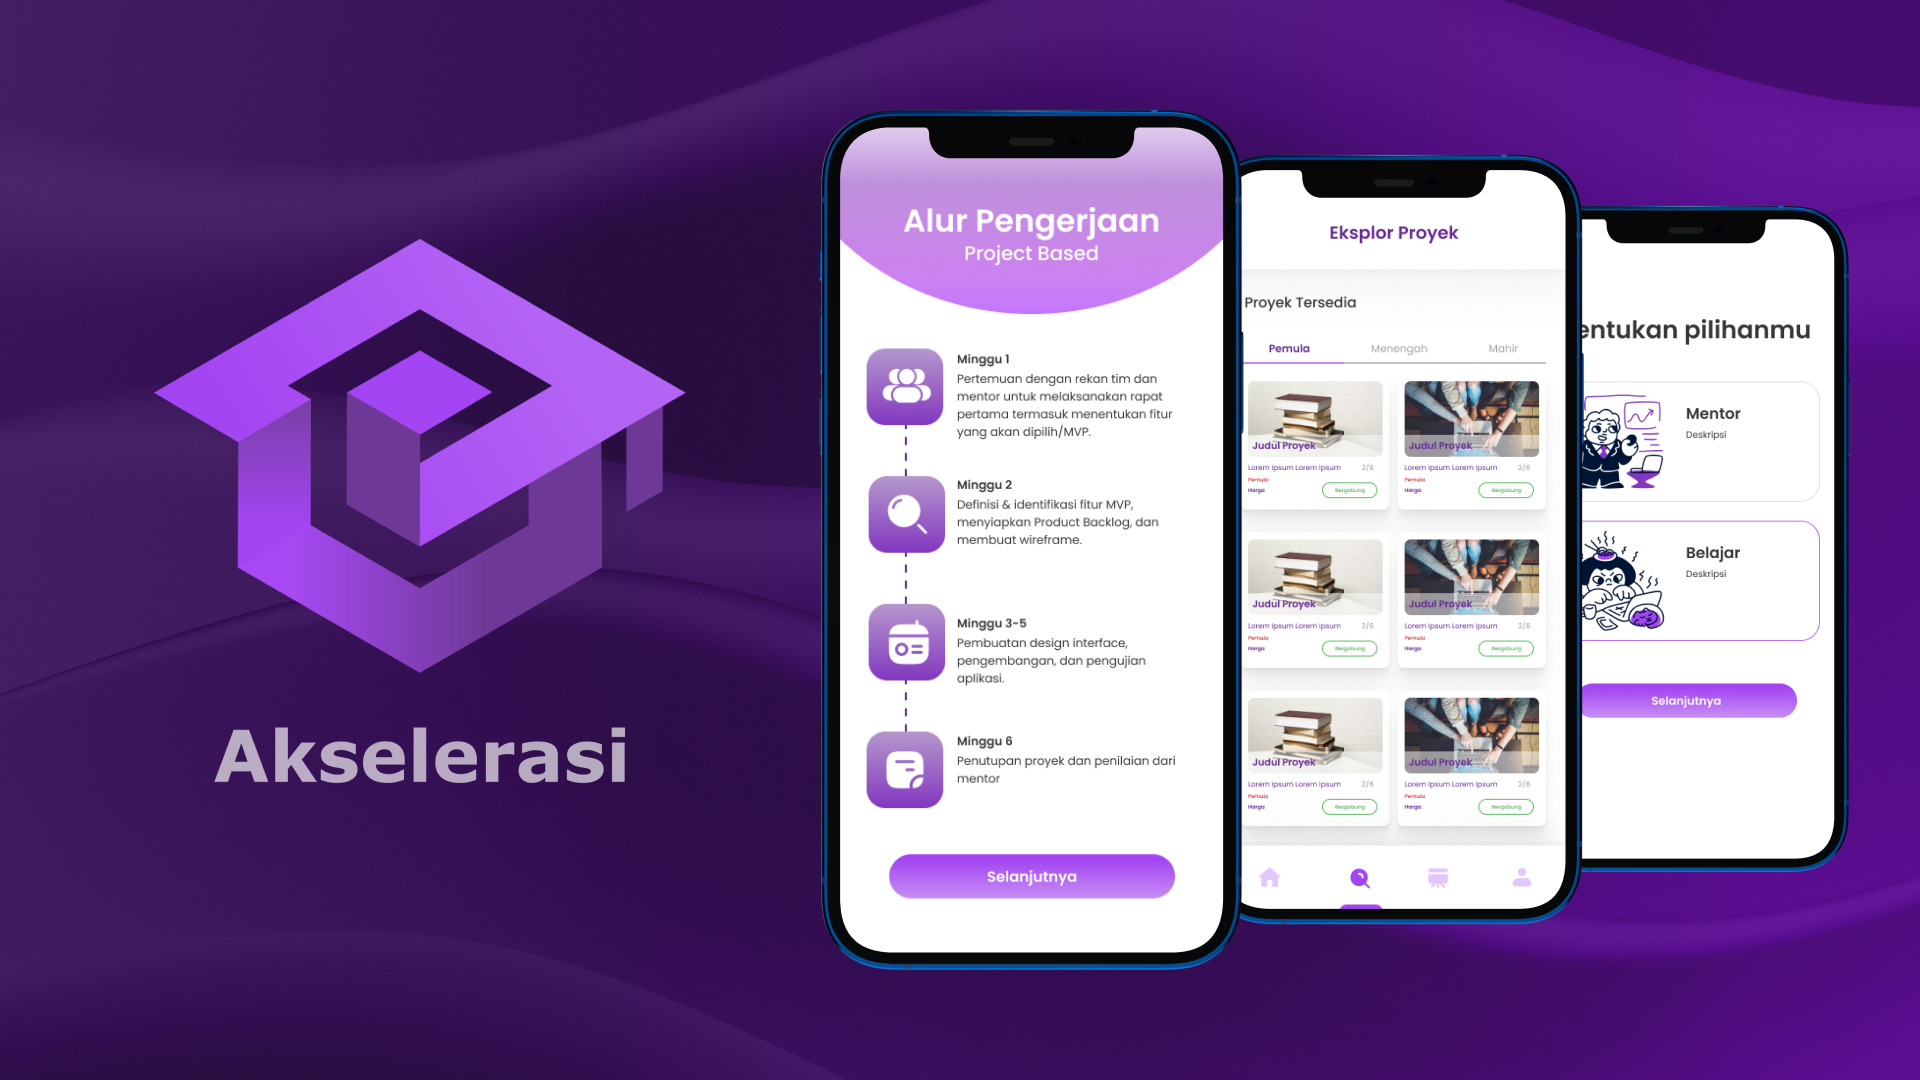 Akselerasi
Alur Pengerjaan
Project Based
Minggu 1
Pertemuan dengan rekan tim dan
mentor untuk melaksanakan rapat
pertama termasuk menentukan fitur
yang akan dipilih/MVP.
Minggu 2
Definisi & identifikasi fitur MVP,
menyiapkan Product Backlog, dan
membuat wireframe.
Minggu 3-5
Pembuatan design interface,
pengembangan, dan pengujian
aplikasi.
Minggu 6
Penutupan proyek dan penilaian dari
mentor
Selanjutnya
Eksplor Proyek
Proyek Tersedia
Pemula Menengah Mahir
Judul Proyek
Lorem Ipsum Lorem Ipsum 2/6
Pemula
Harga Bergabung
Judul Proyek
Lorem Ipsum Lorem Ipsum 2/6
Pemula
Harga Bergabung
Judul Proyek
Lorem Ipsum Lorem Ipsum 2/6
Pemula
Harga Bergabung
Judul Proyek
Lorem Ipsum Lorem Ipsum 2/6
Pemula
Harga Bergabung
Judul Proyek
Lorem Ipsum Lorem Ipsum 2/6
Pemula
Harga Bergabung
Judul Proyek
Lorem Ipsum Lorem Ipsum 2/6
Pemula
Harga Bergabung
entukan pilihanmu
Mentor
Deskripsi
Belajar
Deskripsi
Selanjutnya